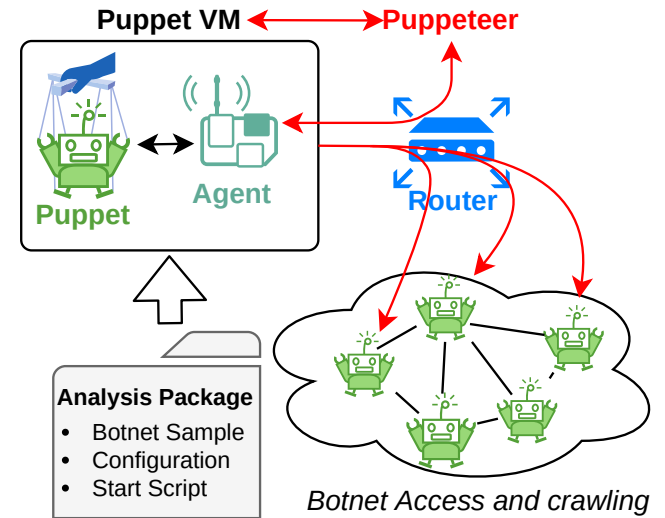 Puppet VM
Puppeteer
Puppet
Agent
Router
Analysis Package
• Botnet Sample
• Configuration
• Start Script
Botnet Access and crawling